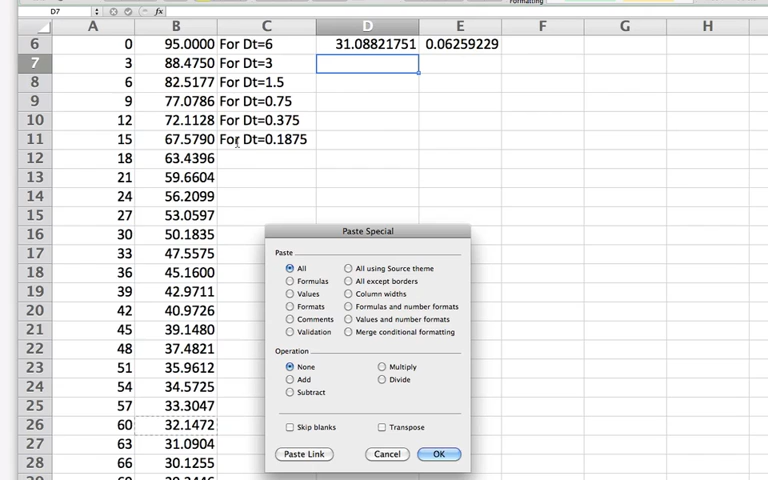 Formatting
D7 fx
A B C D E F G H
6 0 95.0000 For Dt=6 31.08821751 0.06259229
7 3 88.4750 For Dt=3
8 6 82.5177 For Dt=1.5
9 9 77.0786 For Dt=0.75
10 12 72.1128 For Dt=0.375
11 15 67.5790 For Dt=0.1875
12 18 63.4396
13 21 59.6604
14 24 56.2099
15 27 53.0597
16 30 50.1835
17 33 47.5575
18 36 45.1600
19 39 42.9711
20 42 40.9726
21 45 39.1480
22 48 37.4821
23 51 35.9612
24 54 34.5725
25 57 33.3047
26 60 32.1472
27 63 31.0904
28 66 30.1255
Paste Special
Paste
All All using Source theme
Formulas All except borders
Values Column widths
Formats Formulas and number formats
Comments Values and number formats
Validation Merge conditional formatting
Operation
None Multiply
Add Divide
Subtract
Skip blanks Transpose
Paste Link Cancel OK